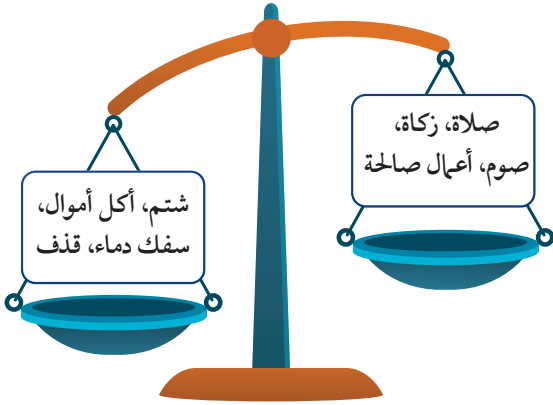 صلاة، زكاة،
صوم، أعمال صالحة
شتم، أكل أموال،
سفك دماء، قذف